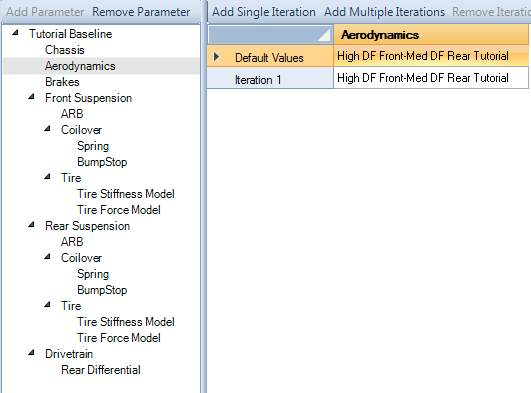 Add Parameter Remove Parameter
Tutorial Baseline
Chassis
Aerodynamics
Brakes
Front Suspension
ARB
Coilover
Spring
BumpStop
Tire
Tire Stiffness Model
Tire Force Model
Rear Suspension
ARB
Coilover
Spring
BumpStop
Tire
Tire Stiffness Model
Tire Force Model
Drivetrain
Rear Differential
Add Single Iteration Add Multiple Iterations Remove Iteratio
Aerodynamics
Default Values High DF Front-Med DF Rear Tutorial
Iteration 1 High DF Front-Med DF Rear Tutorial